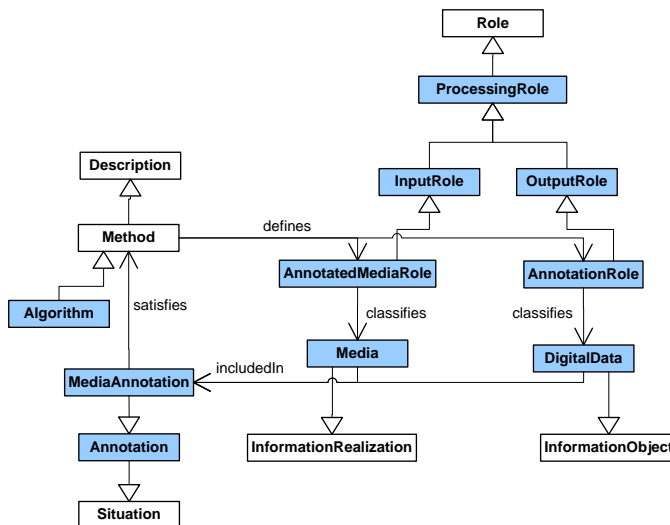 Role
ProcessingRole
Description
InputRole
OutputRole
Method
defines
AnnotatedMediaRole
AnnotationRole
Algorithm
satisfies
classifies
classifies
Media
DigitalData
includedIn
MediaAnnotation
Annotation
InformationRealization
InformationObject
Situation